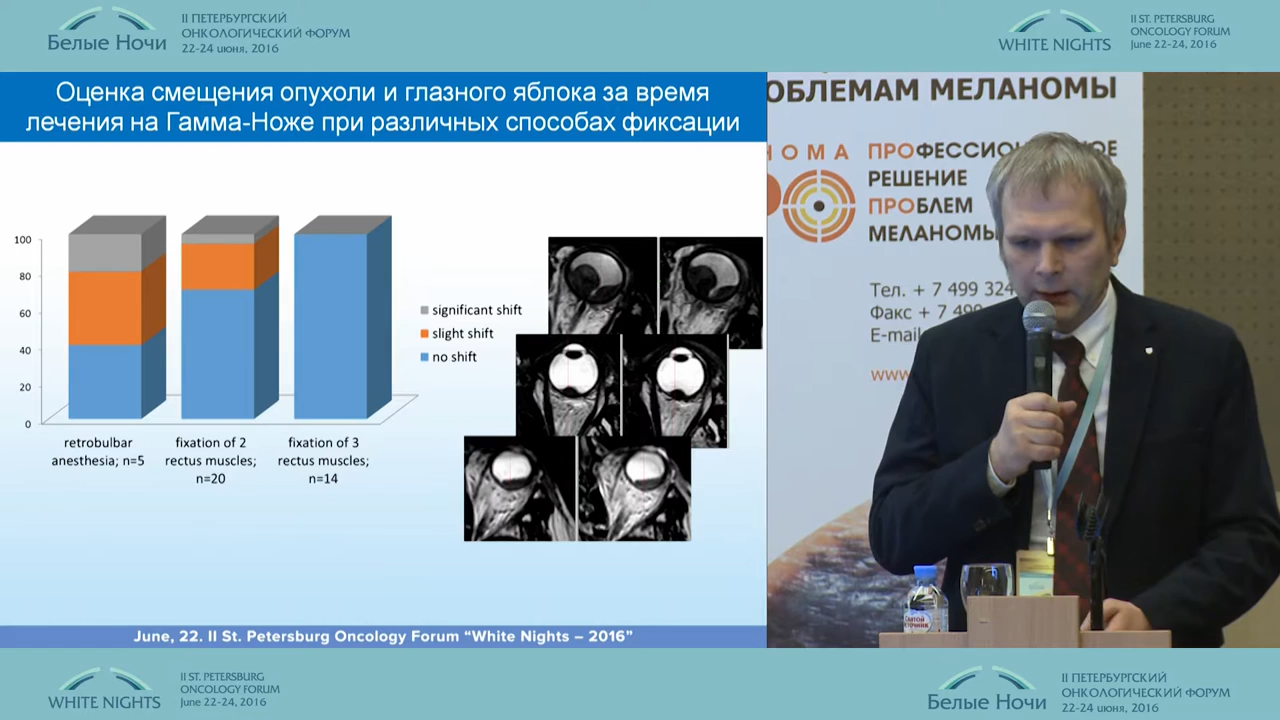 Белые Ночи
II ПЕТЕРБУРГСКИЙ
ОНКОЛОГИЧЕСКИЙ ФОРУМ
22-24 июня, 2016
WHITE NIGHTS
II ST. PETERSBURG
ONCOLOGY FORUM
June 22-24, 2016
Оценка смещения опухоли и глазного яблока за время
лечения на Гамма-Ноже при различных способах фиксации
100
80
60
40
20
0
retrobulbar
anesthesia; n=5
fixation of 2
rectus muscles;
n=20
fixation of 3
rectus muscles;
n=14
significant shift
slight shift
no shift
June, 22. II St. Petersburg Oncology Forum “White Nights – 2016”
ОБЛЕМАМ МЕЛАНОМЫ
НОМА
ПРОФЕССИОНАЛЬНОЕ
РЕШЕНИЕ
ПРОБЛЕМ
МЕЛАНОМЫ
Тел. + 7 499 324
Факс + 7 499
E-mail
www.
WHITE NIGHTS
II ST. PETERSBURG
ONCOLOGY FORUM
June 22-24, 2016
Белые Ночи
II ПЕТЕРБУРГСКИЙ
ОНКОЛОГИЧЕСКИЙ ФОРУМ
22-24 июня, 2016